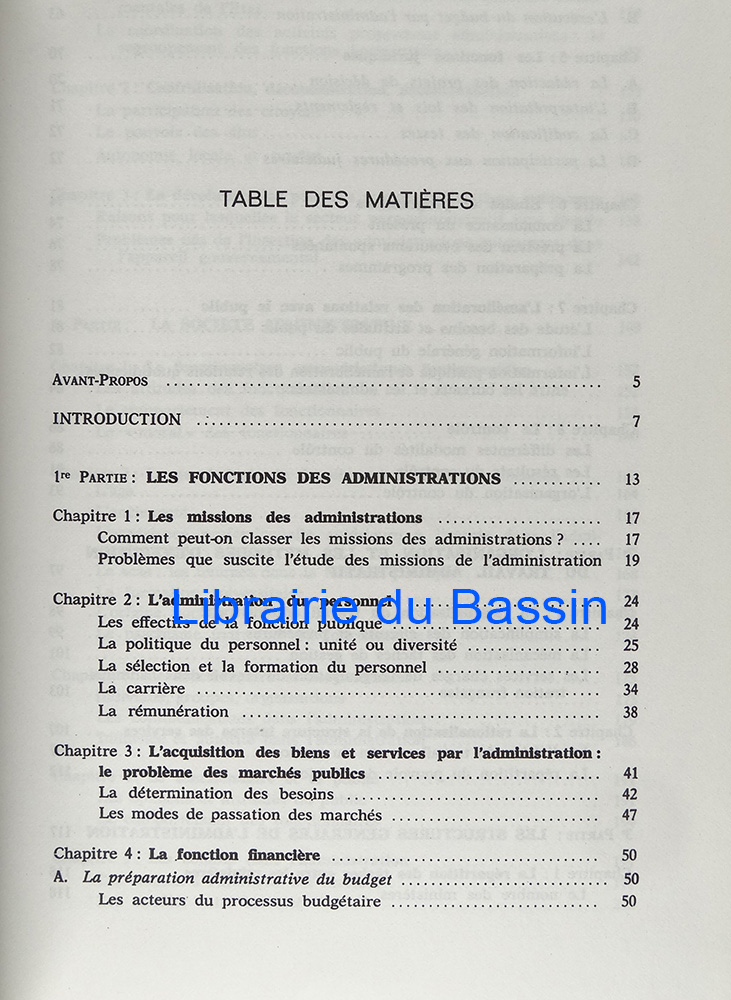 TABLE DES MATIÈRES
AVANT-PROPOS ........ 5
INTRODUCTION ........ 7
1re PARTIE : LES FONCTIONS DES ADMINISTRATIONS ........ 13
Chapitre 1 : Les missions des administrations ........ 17
Comment peut-on classer les missions des administrations ? .... 17
Problèmes que suscite l'étude des missions de l'administration 19
Chapitre 2 : L'administration du personnel ........ 24
Librairie du Bassin
Les effectifs de la fonction publique ........ 24
La politique du personnel : unité ou diversité ........ 25
La sélection et la formation du personnel ........ 28
La carrière ........ 34
La rémunération ........ 38
Chapitre 3 : L'acquisition des biens et services par l'administration :
le problème des marchés publics ........ 41
La détermination des besoins ........ 42
Les modes de passation des marchés ........ 47
Chapitre 4 : La fonction financière ........ 50
A. La préparation administrative du budget ........ 50
Les acteurs du processus budgétaire ........ 50